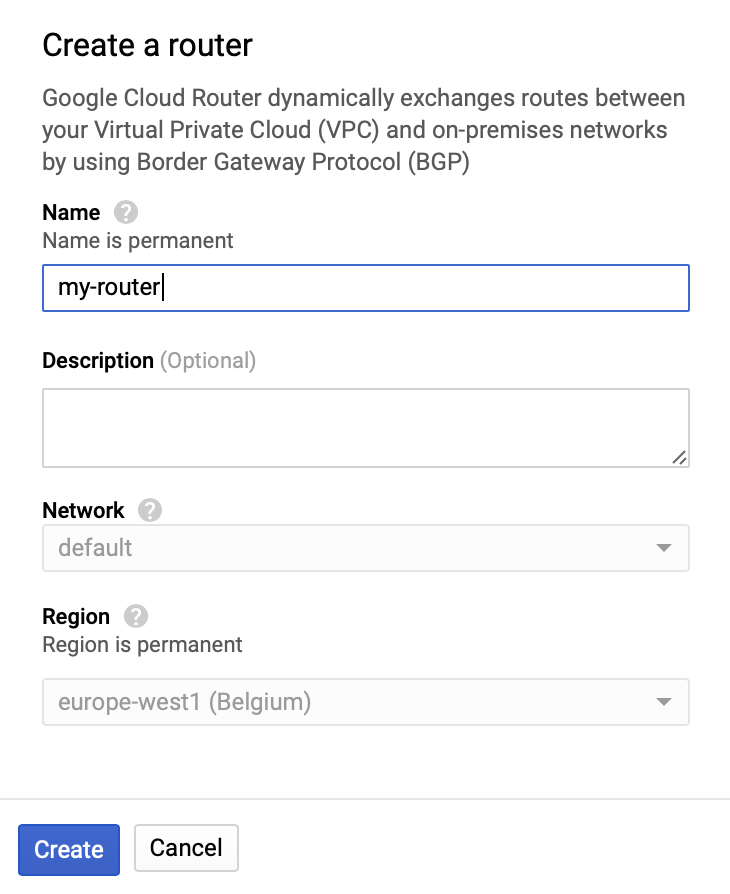 Create a router
Google Cloud Router dynamically exchanges routes between
your Virtual Private Cloud (VPC) and on-premises networks
by using Border Gateway Protocol (BGP)
Name ?
Name is permanent
my-router
Description (Optional)
Network ?
default
Region ?
Region is permanent
europe-west1 (Belgium)
Create Cancel